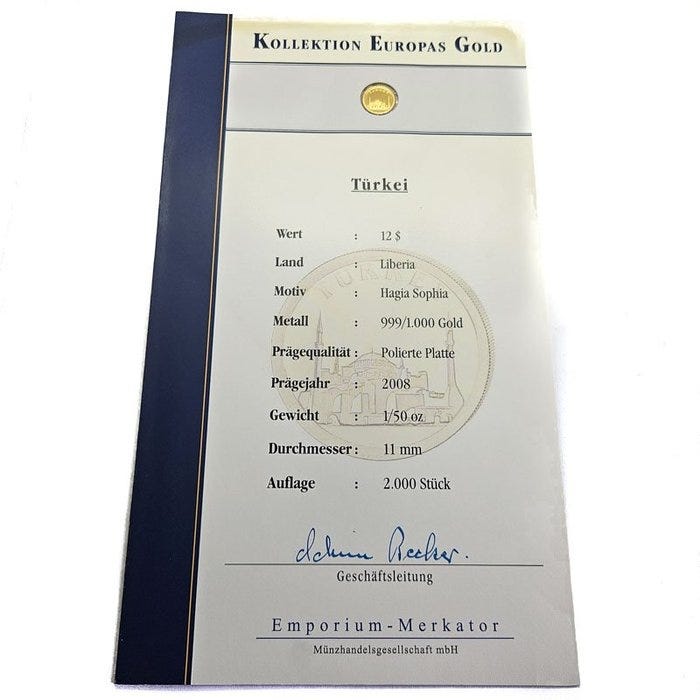 KOLLEKTION EUROPAS GOLD
Türkei
Wert : 12 $
Land : Liberia
Motiv : Hagia Sophia
Metall : 999/1.000 Gold
Prägequalität : Polierte Platte
Prägejahr : 2008
Gewicht : 1/50 oz
Durchmesser : 11 mm
Auflage : 2.000 Stück
Geschäftsleitung
Emporium-Merkator
Münzhandelsgesellschaft mbH